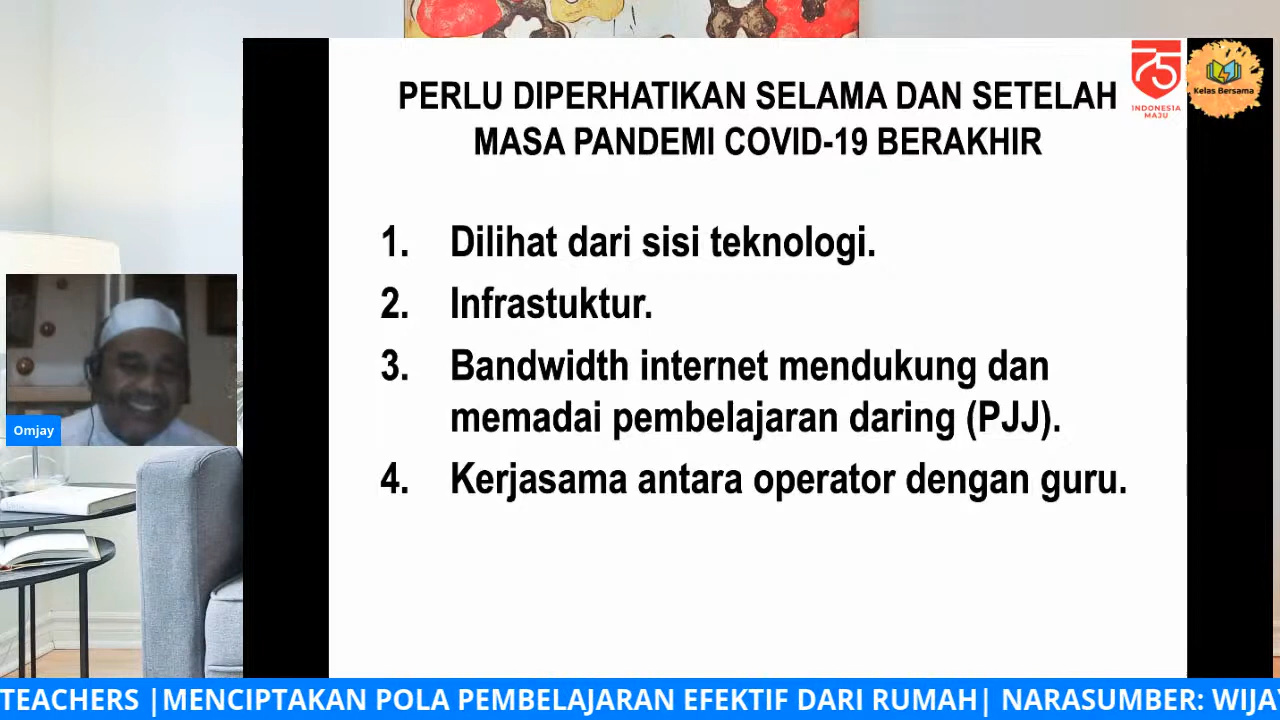 PERLU DIPERHATIKAN SELAMA DAN SETELAH
MASA PANDEMI COVID-19 BERAKHIR
75
INDONESIA
MAJU
Kelas Bersama
1. Dilihat dari sisi teknologi.
2. Infrastuktur.
3. Bandwidth internet mendukung dan
memadai pembelajaran daring (PJJ).
4. Kerjasama antara operator dengan guru.
Omjay
TEACHERS |MENCIPTAKAN POLA PEMBELAJARAN EFEKTIF DARI RUMAH| NARASUMBER: WIJAY